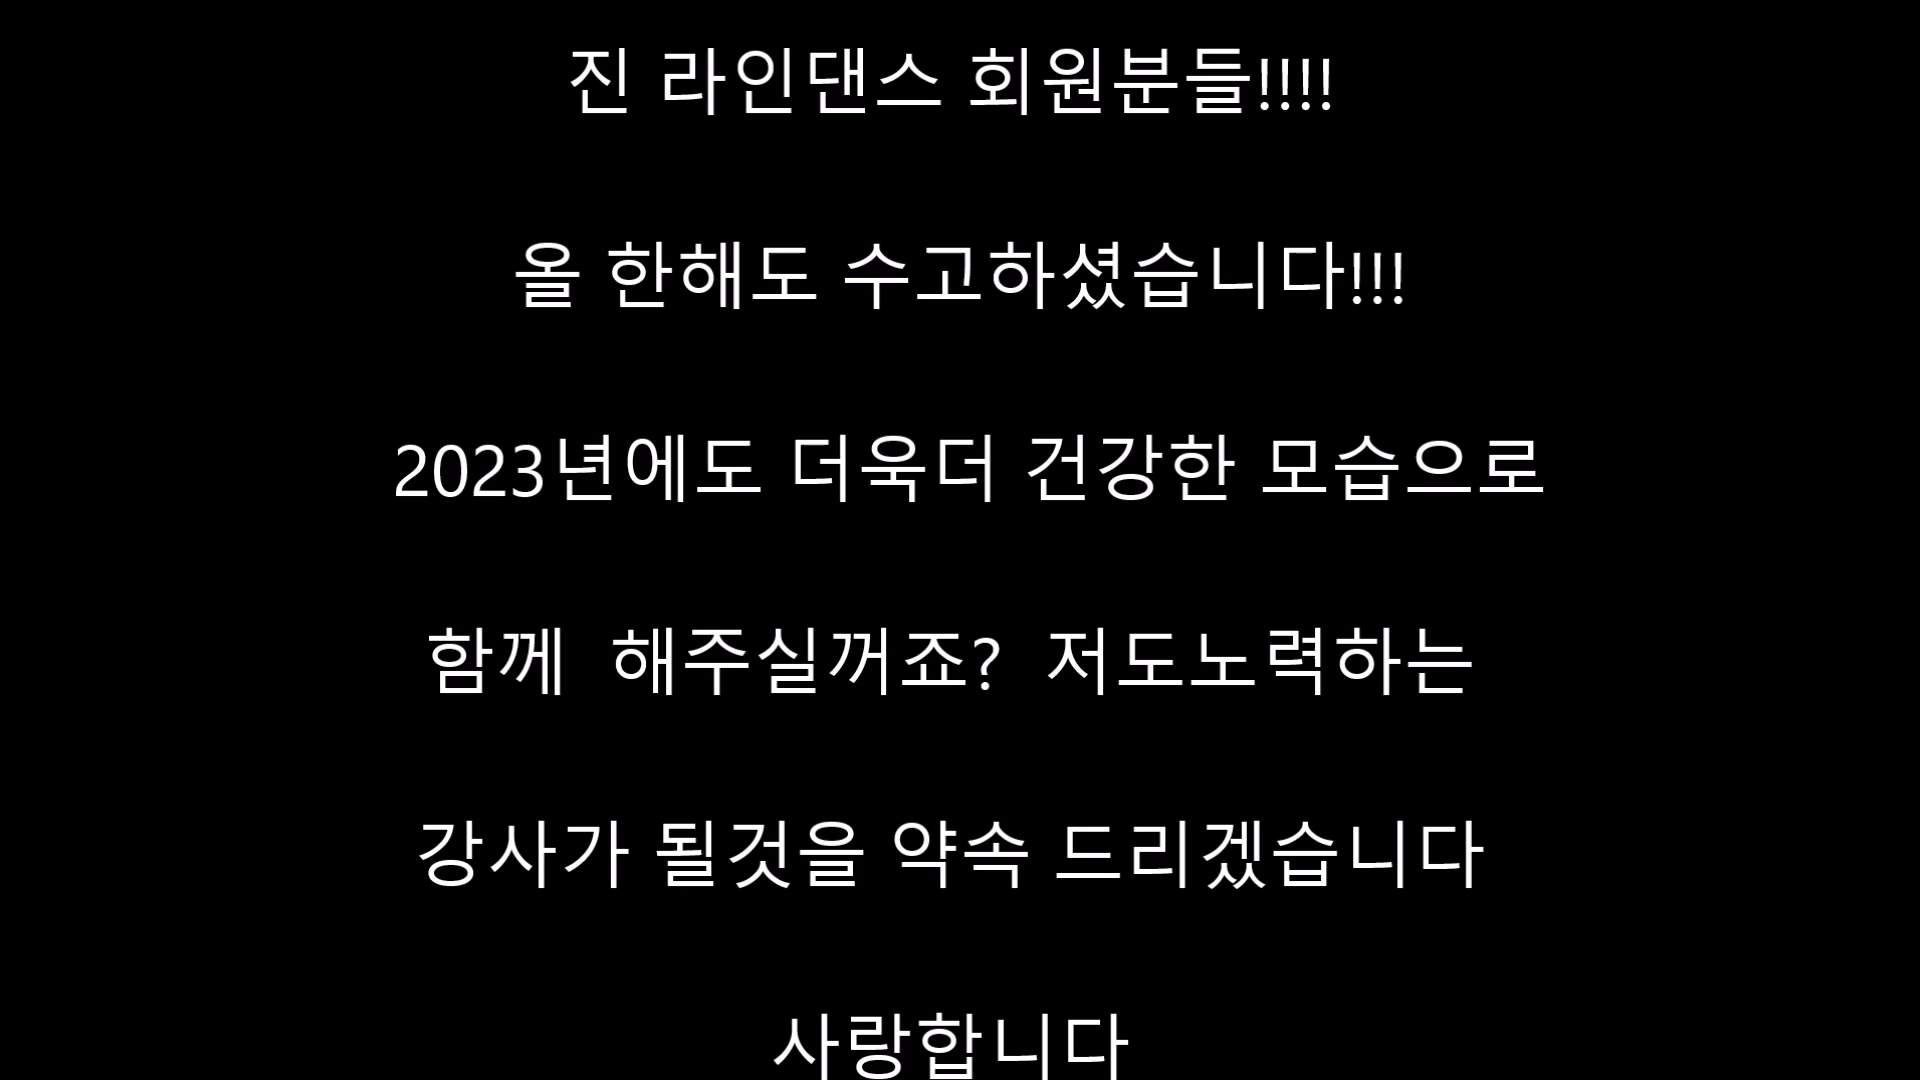 진 라인댄스 회원분들!!!!
올 한해도 수고하셨습니다!!!
2023년에도 더욱더 건강한 모습으로
함께  해주실꺼죠?  저도노력하는
강사가 될것을 약속 드리겠습니다
사랑합니다